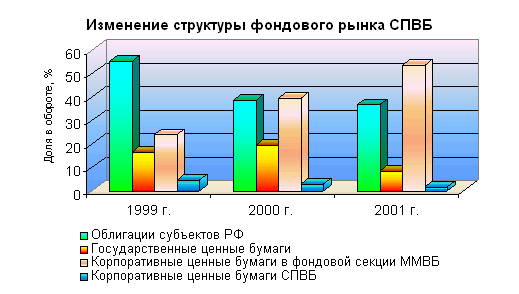 Изменение структуры фондового рынка СПВБ
Доля в обороте, %
60
50
40
30
20
10
0
1999 г.
2000 г.
2001 г.
Облигации субъектов РФ
Государственные ценные бумаги
Корпоративные ценные бумаги в фондовой секции ММВБ
Корпоративные ценные бумаги СПВБ